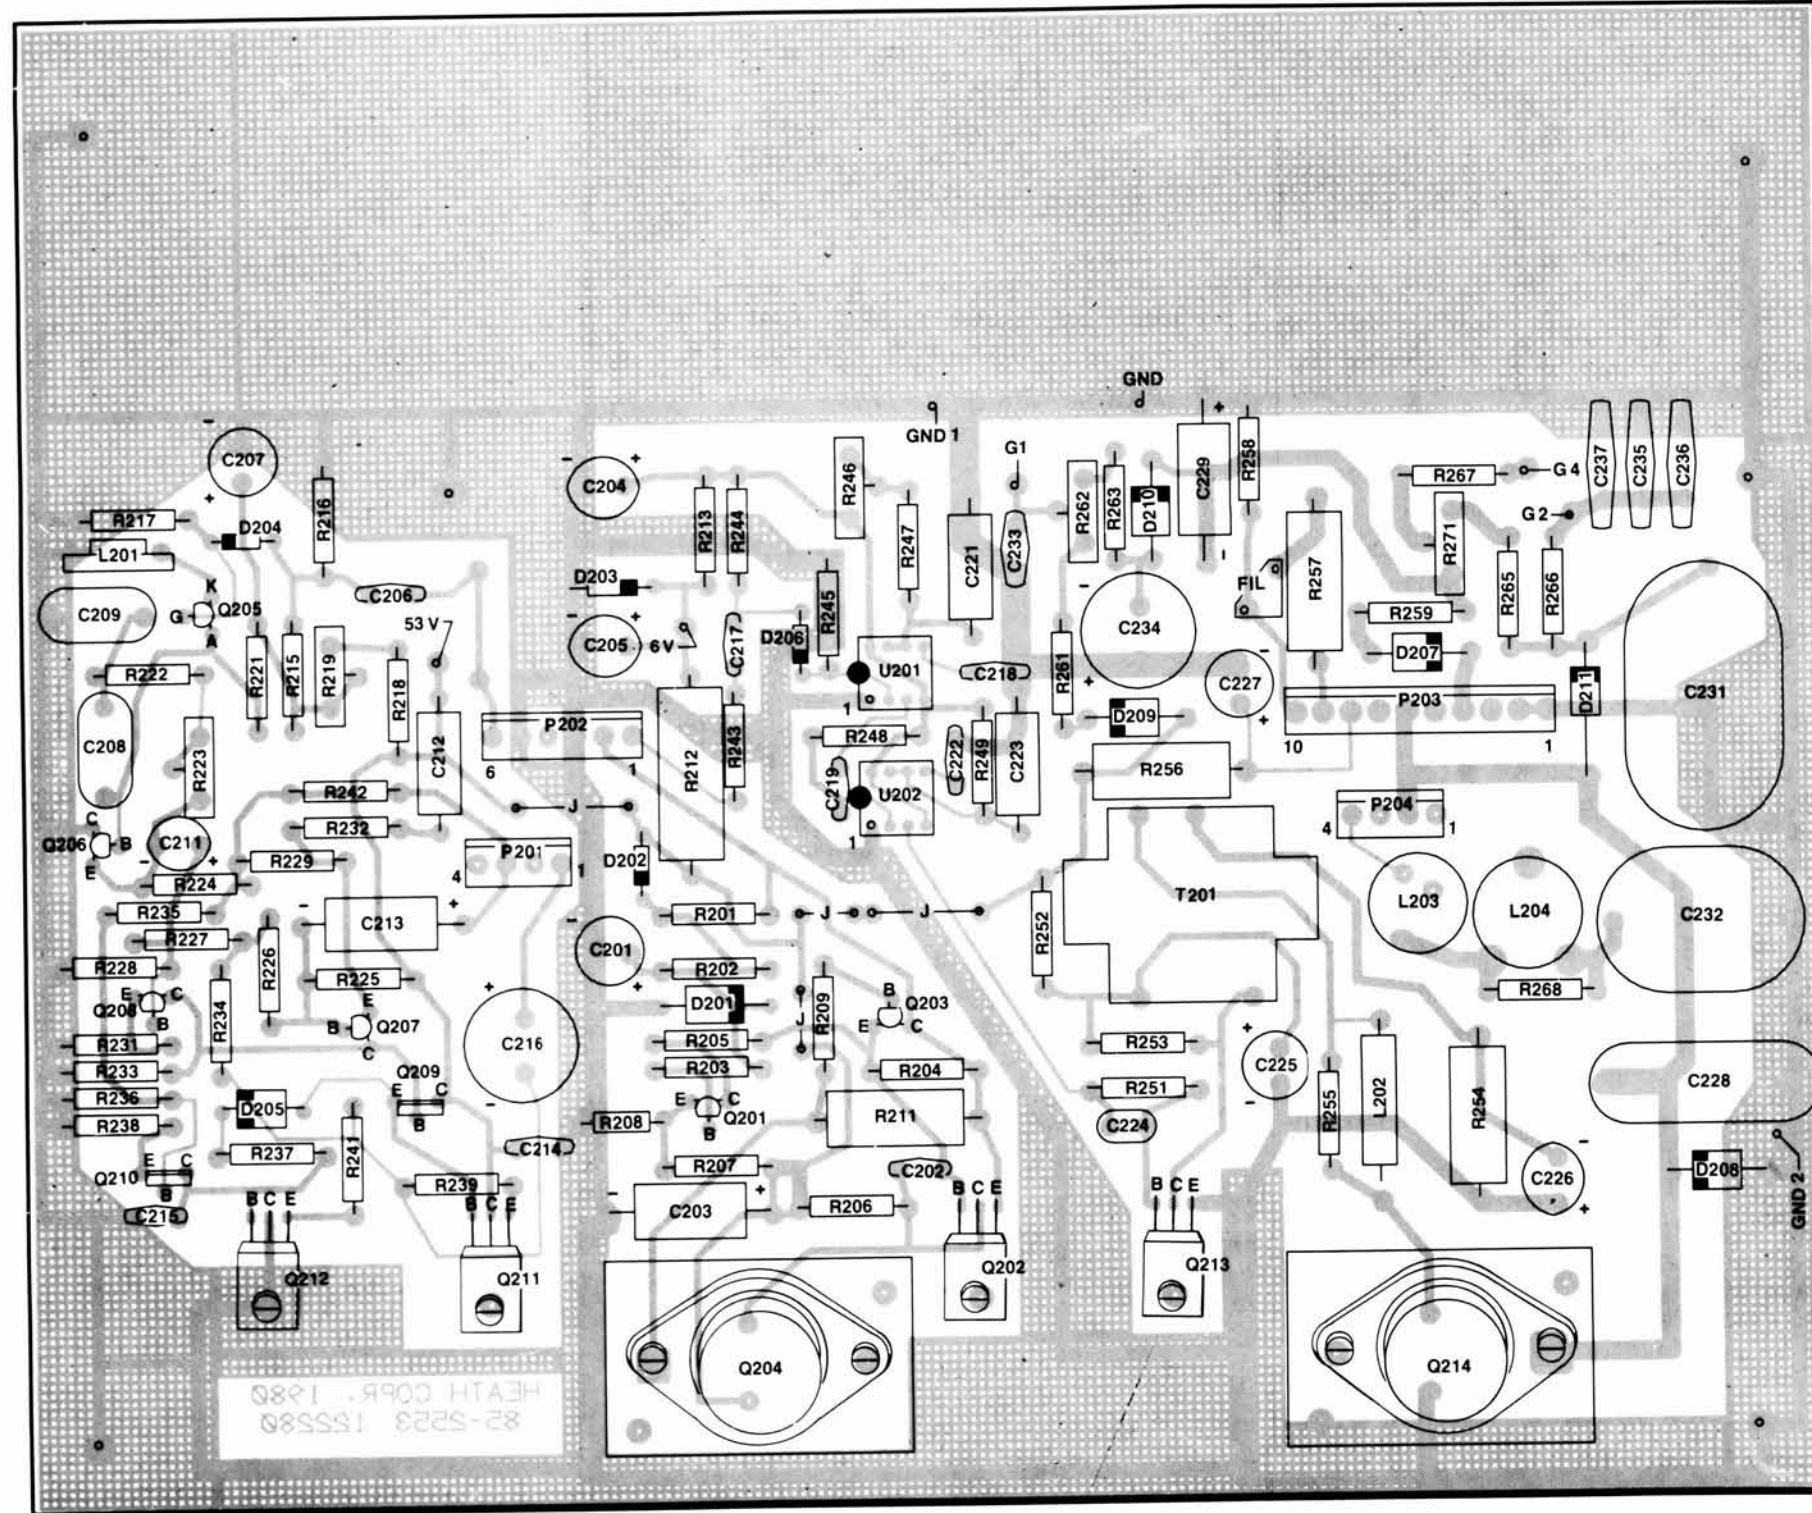 GND
GND 1
C207
C204
R246
G1
C229
R258
R267
G4
C237
C235
C236
R217
D204
R216
R213
R244
R247
C221
C233
R262
R263
D210
G2
R271
R257
R265
R266
L201
D203
C206
FIL
C209
K
G
Q205
A
53 V
C205
6V
C217
D206
R245
U201
1
C218
R261
C234
R259
D207
R222
R221
R215
R219
R218
C227
D211
C231
C208
R223
C212
P202
6
1
R212
R243
R248
C222
R249
C223
D209
P203
10
1
R256
R242
J
C219
U202
1
P204
4
1
C
Q206
B
E
C211
R232
R229
P201
4
1
D202
R224
R235
C213
R227
R226
R201
J
J
R252
T201
L203
L204
C232
R228
R225
C201
R202
R268
E
C
Q208
B
R234
E
B
Q207
C
D201
J
R209
B
Q203
E
C
R231
C216
R205
R253
C225
R233
Q209
E
C
B
R203
R204
R251
R255
L202
R254
C228
R236
D205
R238
R241
E
C
Q201
B
R208
R211
C224
R237
C214
E
C
Q210
B
R239
R207
C202
D208
C226
GND 2
C215
B C E
B C E
C203
R206
B C E
B C E
Q212
Q211
Q202
Q213
Q204
Q214
HEATH COPR. 1980
85-2553 122280